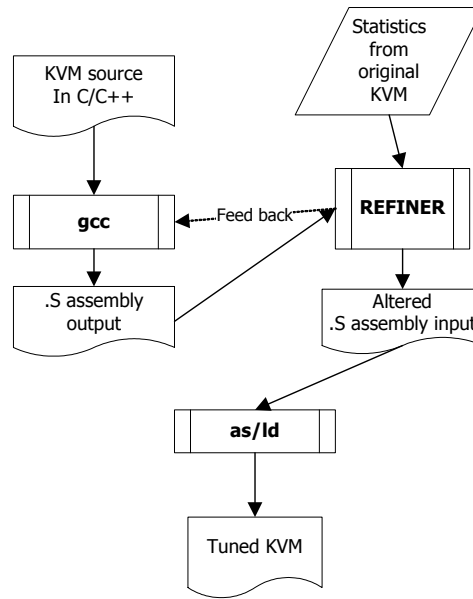 KVM source
In C/C++
Statistics
from
original
KVM
gcc
Feed back
REFINER
.S assembly
output
Altered
.S assembly input
as/ld
Tuned KVM